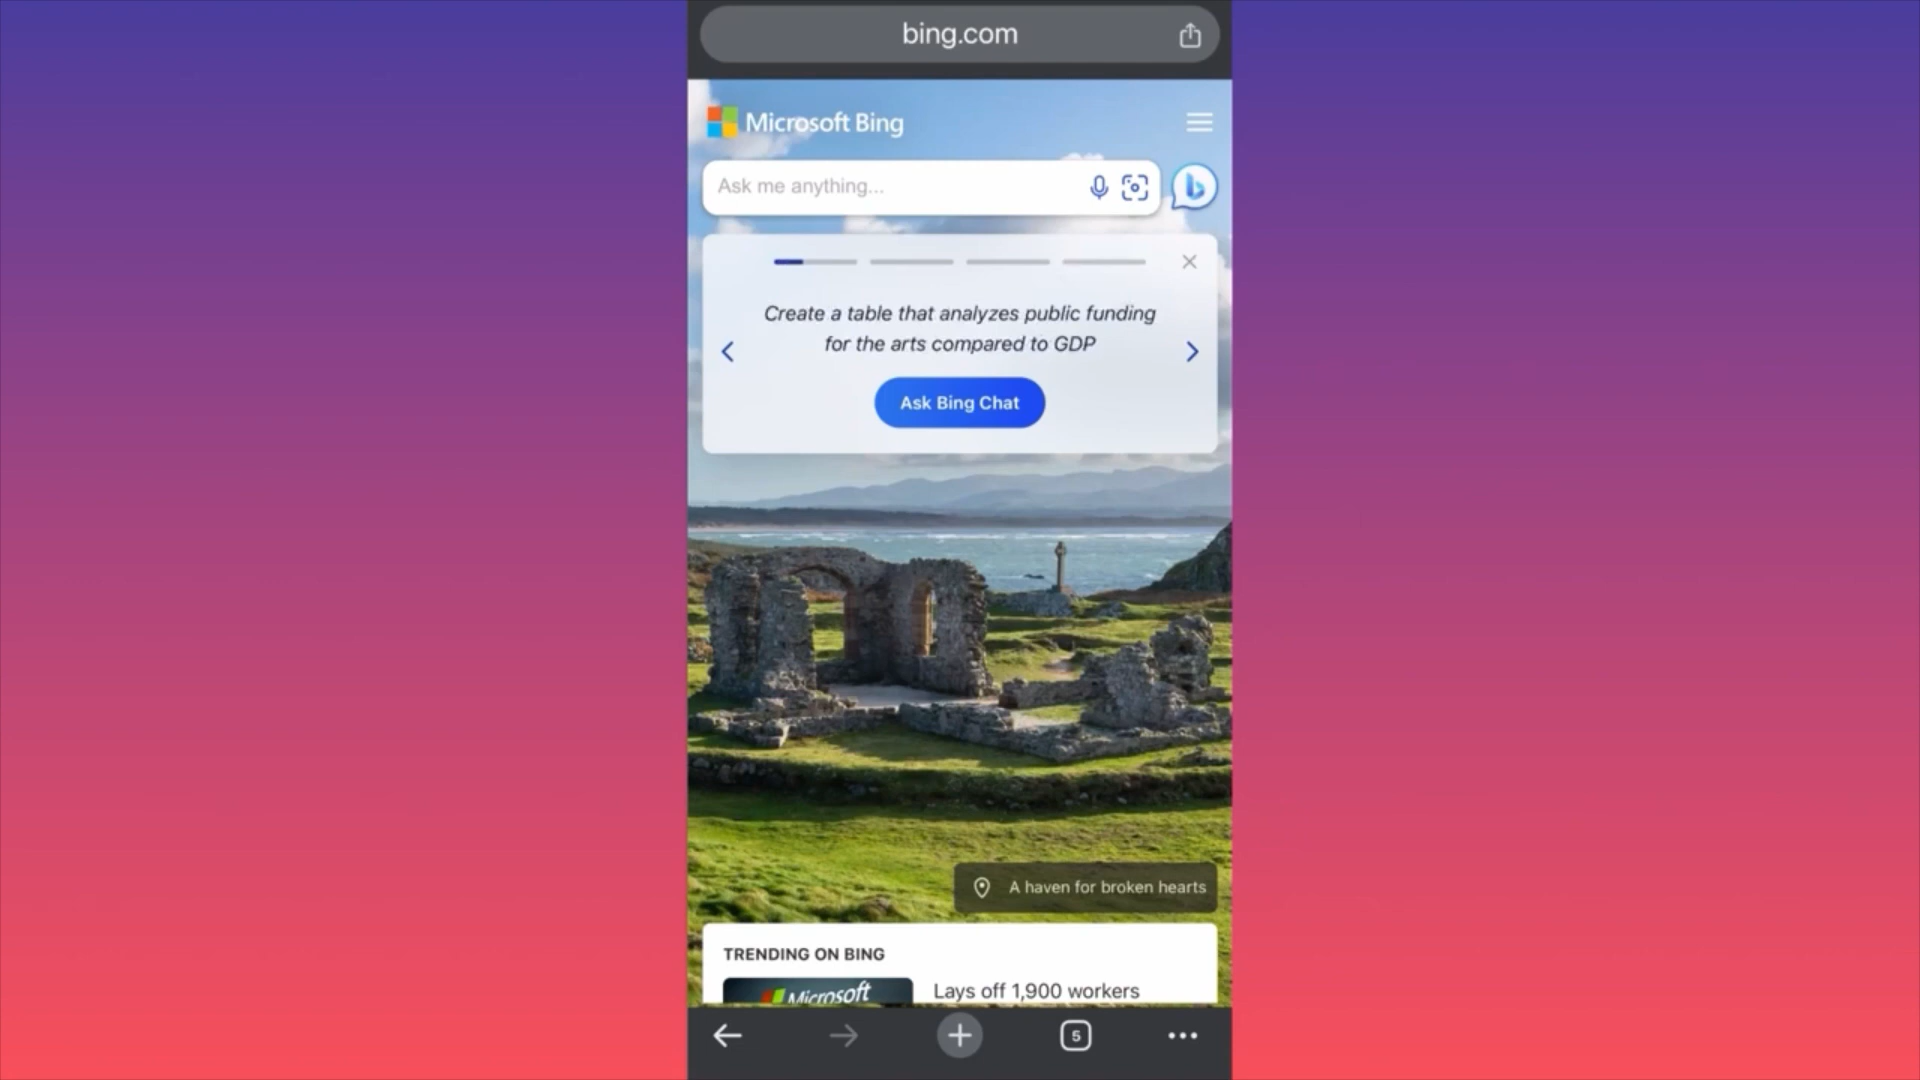 bing.com
Microsoft Bing
Ask me anything...
Create a table that analyzes public funding
for the arts compared to GDP
Ask Bing Chat
A haven for broken hearts
TRENDING ON BING
Microsoft
Lays off 1,900 workers
5